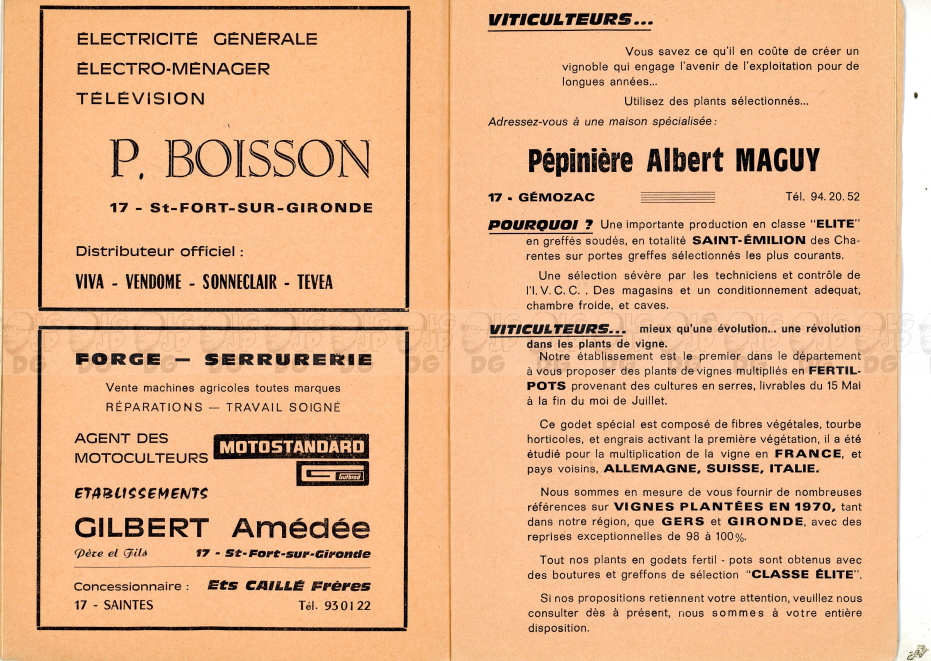 ÉLECTRICITÉ GÉNÉRALE
ÉLECTRO-MÉNAGER
TÉLÉVISION
P. BOISSON
17 - St-FORT-SUR-GIRONDE
Distributeur officiel :
VIVA - VENDOME - SONNECLAIR - TEVEA
FORGE — SERRURERIE
Vente machines agricoles toutes marques
RÉPARATIONS — TRAVAIL SOIGNÉ
AGENT DES
MOTOCULTEURS
MOTOSTANDARD
Gutbrod
ETABLISSEMENTS
GILBERT Amédée
Père et Fils 17 - St-Fort-sur-Gironde
Concessionnaire : Ets CAILLÉ Frères
17 - SAINTES Tél. 93 01 22
VITICULTEURS...
Vous savez ce qu'il en coûte de créer un
vignoble qui engage l'avenir de l'exploitation pour de
longues années...
Utilisez des plants sélectionnés...
Adressez-vous à une maison spécialisée :
Pépinière Albert MAGUY
17 - GÉMOZAC Tél. 94. 20. 52
POURQUOI ? Une importante production en classe "ELITE"
en greffés soudés, en totalité SAINT-ÉMILION des Cha-
rentes sur portes greffes sélectionnés les plus courants.
Une sélection sévère par les techniciens et contrôle de
l'I. V. C. C. . Des magasins et un conditionnement adequat,
chambre froide, et caves.
VITICULTEURS... mieux qu'une évolution.. une révolution
dans les plants de vigne.
Notre établissement est le premier dans le département
à vous proposer des plants de vignes multipliés en FERTIL-
POTS provenant des cultures en serres, livrables du 15 Mai
à la fin du moi de Juillet.
Ce godet spécial est composé de fibres végétales, tourbe
horticoles, et engrais activant la première végétation, il a été
étudié pour la multiplication de la vigne en FRANCE, et
pays voisins, ALLEMAGNE, SUISSE, ITALIE.
Nous sommes en mesure de vous fournir de nombreuses
références sur VIGNES PLANTÉES EN 1970, tant
dans notre région, que GERS et GIRONDE, avec des
reprises exceptionnelles de 98 à 100%.
Tout nos plants en godets fertil - pots sont obtenus avec
des boutures et greffons de sélection "CLASSE ÉLITE".
Si nos propositions retiennent votre attention, veuillez nous
consulter dès à présent, nous sommes à votre entière
disposition.